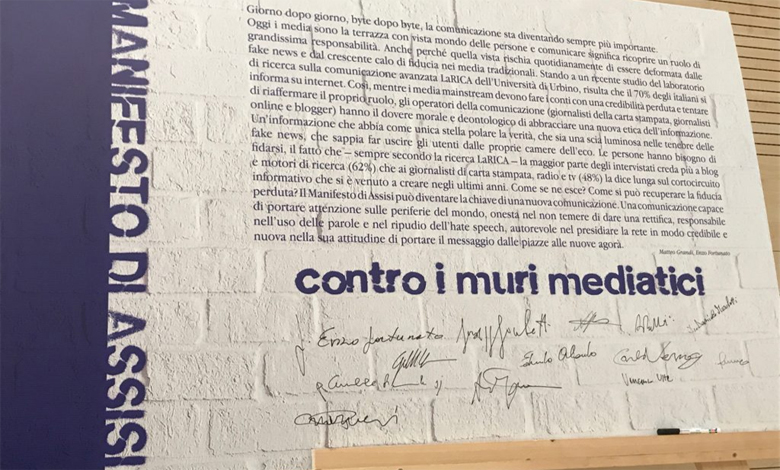 MANIFESTO DI ASSISI
Giorno dopo giorno, byte dopo byte, la comunicazione sta diventando sempre più importante.
Oggi i media sono la terrazza con vista mondo delle persone e comunicare significa ricoprire un ruolo di
grandissima responsabilità. Anche perché quella vista rischia quotidianamente di essere deformata dalle
fake news e dal crescente calo di fiducia nei media tradizionali. Stando a un recente studio del laboratorio
di ricerca sulla comunicazione avanzata LaRICA dell'Università di Urbino, risulta che il 70% degli italiani si
informa su internet. Così, mentre i media mainstream devono fare i conti con una credibilità perduta e tentare
di riaffermare il proprio ruolo, gli operatori della comunicazione (giornalisti della carta stampata, giornalisti
online e blogger) hanno il dovere morale e deontologico di abbracciare una nuova etica dell'informazione.
Un'informazione che abbia come unica stella polare la verità, che sia una scia luminosa nelle tenebre delle
fake news, che sappia far uscire gli utenti dalle proprie camere dell'eco. Le persone hanno bisogno di
fidarsi, il fatto che – sempre secondo la ricerca LaRICA – la maggior parte degli intervistati creda più a blog
e motori di ricerca (62%) che ai giornalisti di carta stampata, radio e tv (48%) la dice lunga sul cortocircuito
informativo che si è venuto a creare negli ultimi anni. Come se ne esce? Come si può recuperare la fiducia
perduta? Il Manifesto di Assisi può diventare la chiave di una nuova comunicazione. Una comunicazione capace
di portare attenzione sulle periferie del mondo, onesta nel non temere di dare una rettifica, responsabile
nell'uso delle parole e nel ripudio dell'hate speech, autorevole nel presidiare la rete in modo credibile e
nuova nella sua attitudine di portare il messaggio dalle piazze alle nuove agorà.
Matteo Grandi, Enzo Fortunato
contro i muri mediatici
Enzo Fortunato